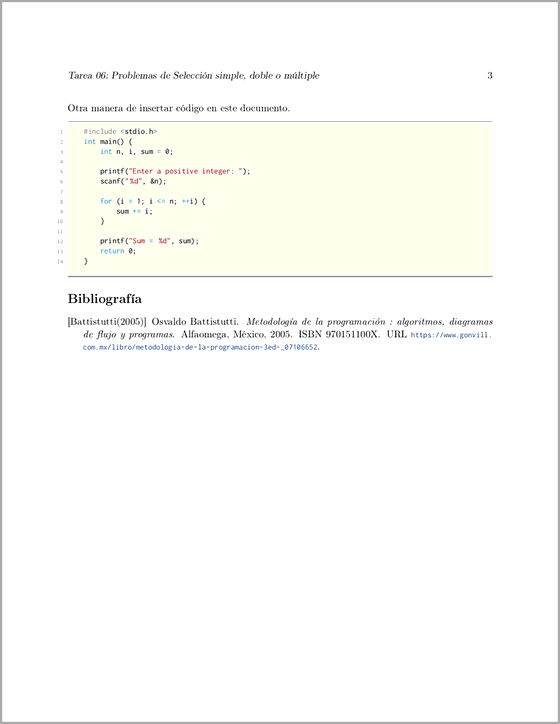 Tarea 06: Problemas de Selección simple, doble o múltiple 3
Otra manera de insertar código en este documento.
1 #include <stdio.h>
2 int main() {
3 int n, i, sum = 0;
4
5 printf("Enter a positive integer: ");
6 scanf("%d", &n);
7
8 for (i = 1; i <= n; ++i) {
9 sum += i;
10 }
11
12 printf("Sum = %d", sum);
13 return 0;
14 }
Bibliografía
[Battistutti(2005)] Osvaldo Battistutti. Metodología de la programación : algoritmos, diagramas
de flujo y programas. Alfaomega, México, 2005. ISBN 970151100X. URL https://www.gonvill.
com.mx/libro/metodologia-de-la-programacion-3ed-_07106652.